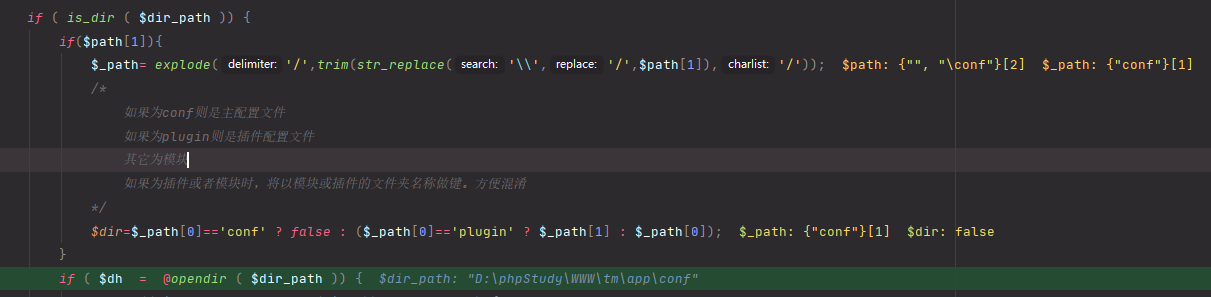 if ( is_dir ( $dir_path )) {
if($path[1]){
$_path= explode( delimiter: '/',trim(str_replace( search: '\\', replace: '/',$path[1]), charlist: '/'));  $path: {"", "\conf"}[2]  $_path: {"conf"}[1]
/*
如果为conf则是主配置文件
如果为plugin则是插件配置文件
其它为模块
如果为插件或者模块时，将以模块或插件的文件夹名称做键。方便混淆
*/
$dir=$_path[0]=='conf' ? false : ($_path[0]=='plugin' ? $_path[1] : $_path[0]);  $_path: {"conf"}[1]  $dir: false
}
if ( $dh  =  @opendir ( $dir_path )) {  $dir_path: "D:\phpStudy\WWW\tm\app\conf"